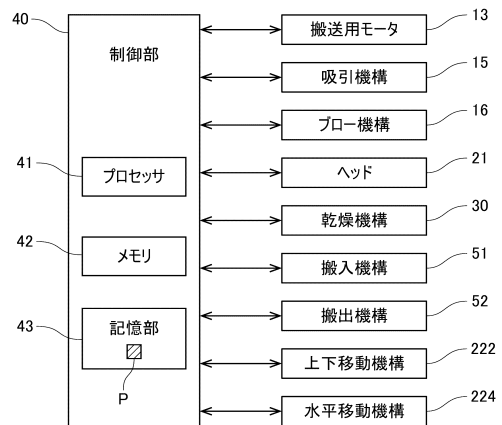 40
制御部
41
プロセッサ
42
メモリ
43
記憶部
P
搬送用モータ
13
吸引機構
15
ブロー機構
16
ヘッド
21
乾燥機構
30
搬入機構
51
搬出機構
52
上下移動機構
222
水平移動機構
224